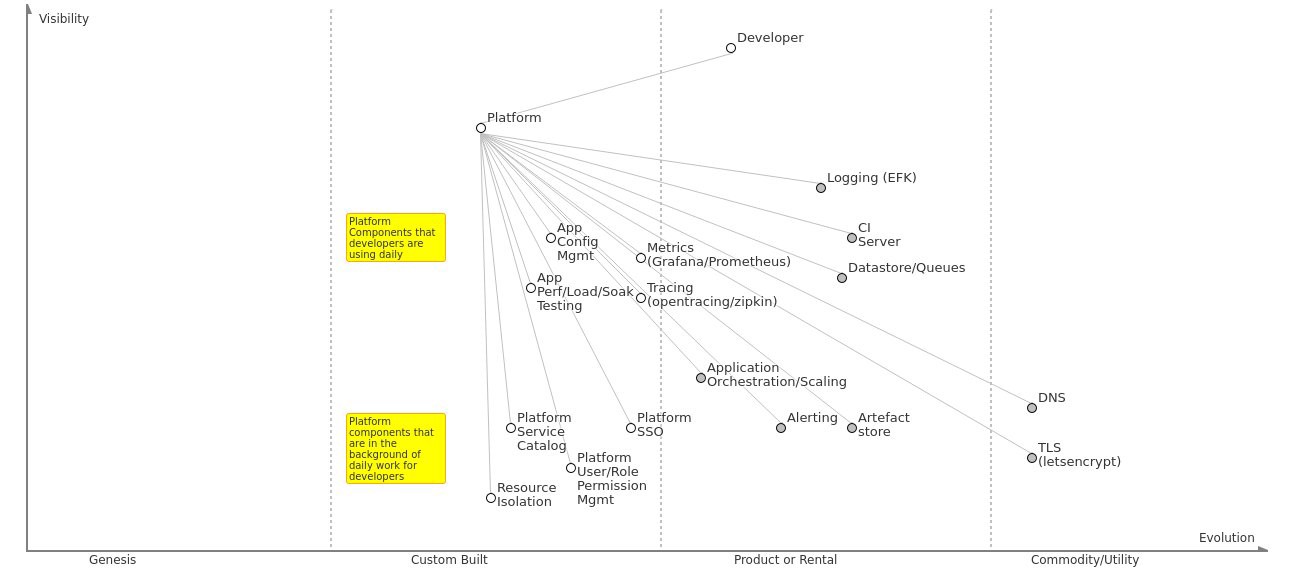 Visibility
Developer
Platform
Logging (EFK)
Platform
Components that
developers are
using daily
App
Config
Mgmt
CI
Server
Metrics
(Grafana/Prometheus)
Datastore/Queues
App
Perf/Load/Soak
Testing
Tracing
(opentracing/zipkin)
Application
Orchestration/Scaling
DNS
Platform
components that
are in the
background of
daily work for
developers
Platform
Service
Catalog
Platform
SSO
Alerting
Artefact
store
TLS
(letsencrypt)
Platform
User/Role
Permission
Mgmt
Resource
Isolation
Evolution
Genesis
Custom Built
Product or Rental
Commodity/Utility